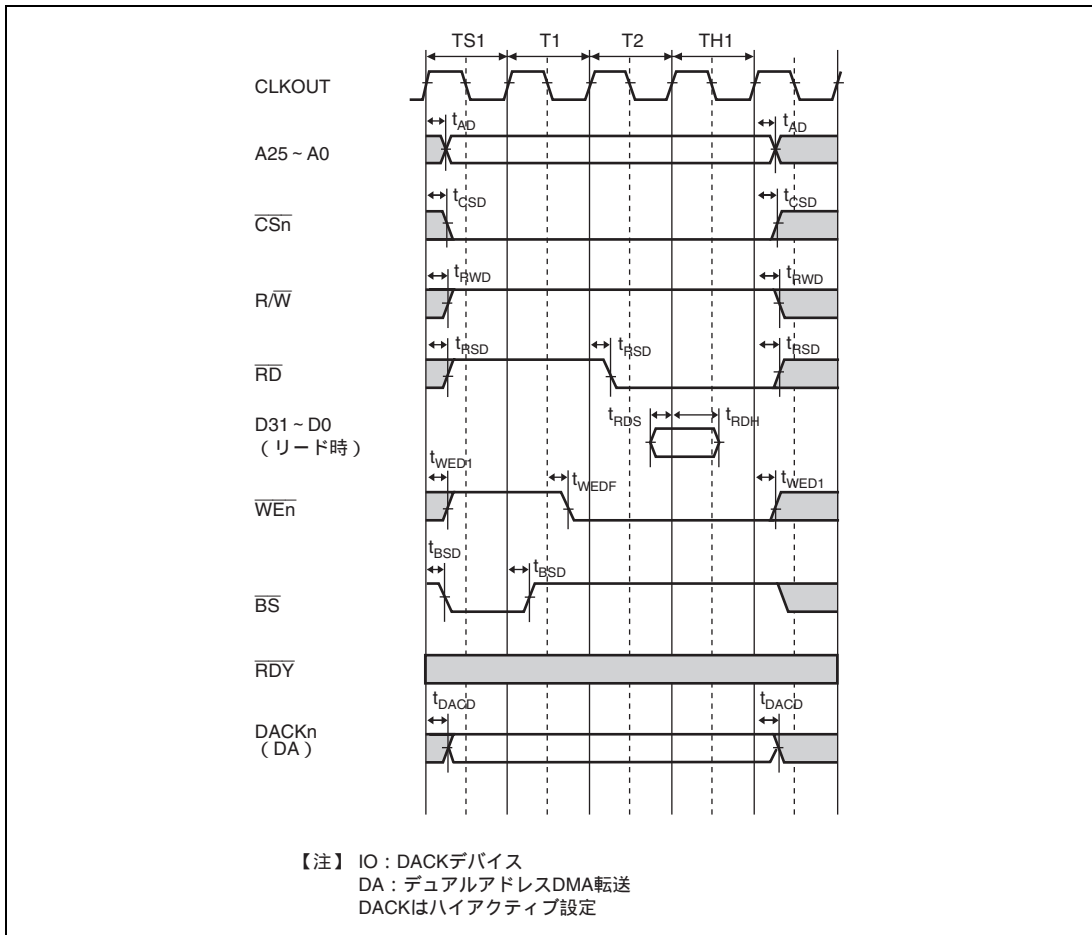 TS1 T1 T2 TH1
CLKOUT
tAD tAD
A25 ~ A0
tCSD tCSD
CSn
tRWD tRWD
R/W
tRSD tRSD tRSD
RD
tRDS tRDH
D31 ~ D0
（リード時）
tWED1 tWEDF tWED1
WEn
tBSD tBSD
BS
RDY
tDACD tDACD
DACKn
（DA）
【注】 IO：DACKデバイス
DA：デュアルアドレスDMA転送
DACKはハイアクティブ設定